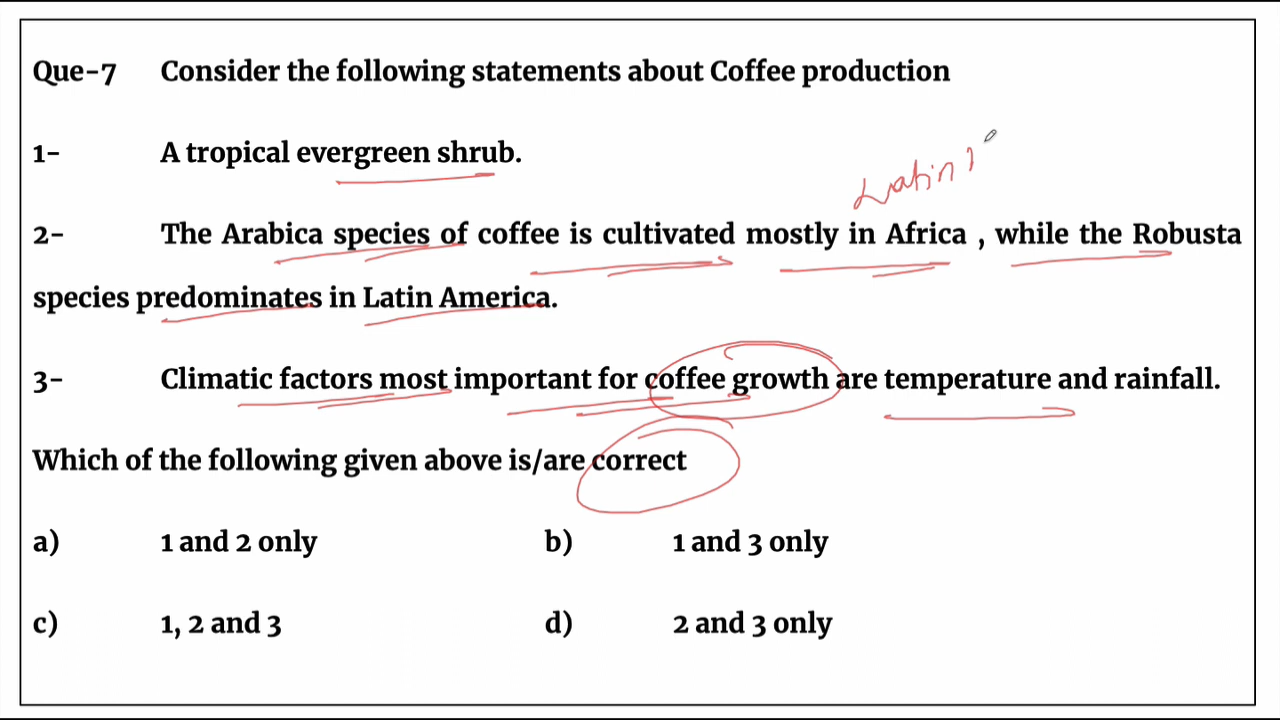 Que-7 Consider the following statements about Coffee production
Latin
1- A tropical evergreen shrub.
2- The Arabica species of coffee is cultivated mostly in Africa , while the Robusta
species predominates in Latin America.
3- Climatic factors most important for coffee growth are temperature and rainfall.
Which of the following given above is/are correct
a) 1 and 2 only b) 1 and 3 only
c) 1, 2 and 3 d) 2 and 3 only